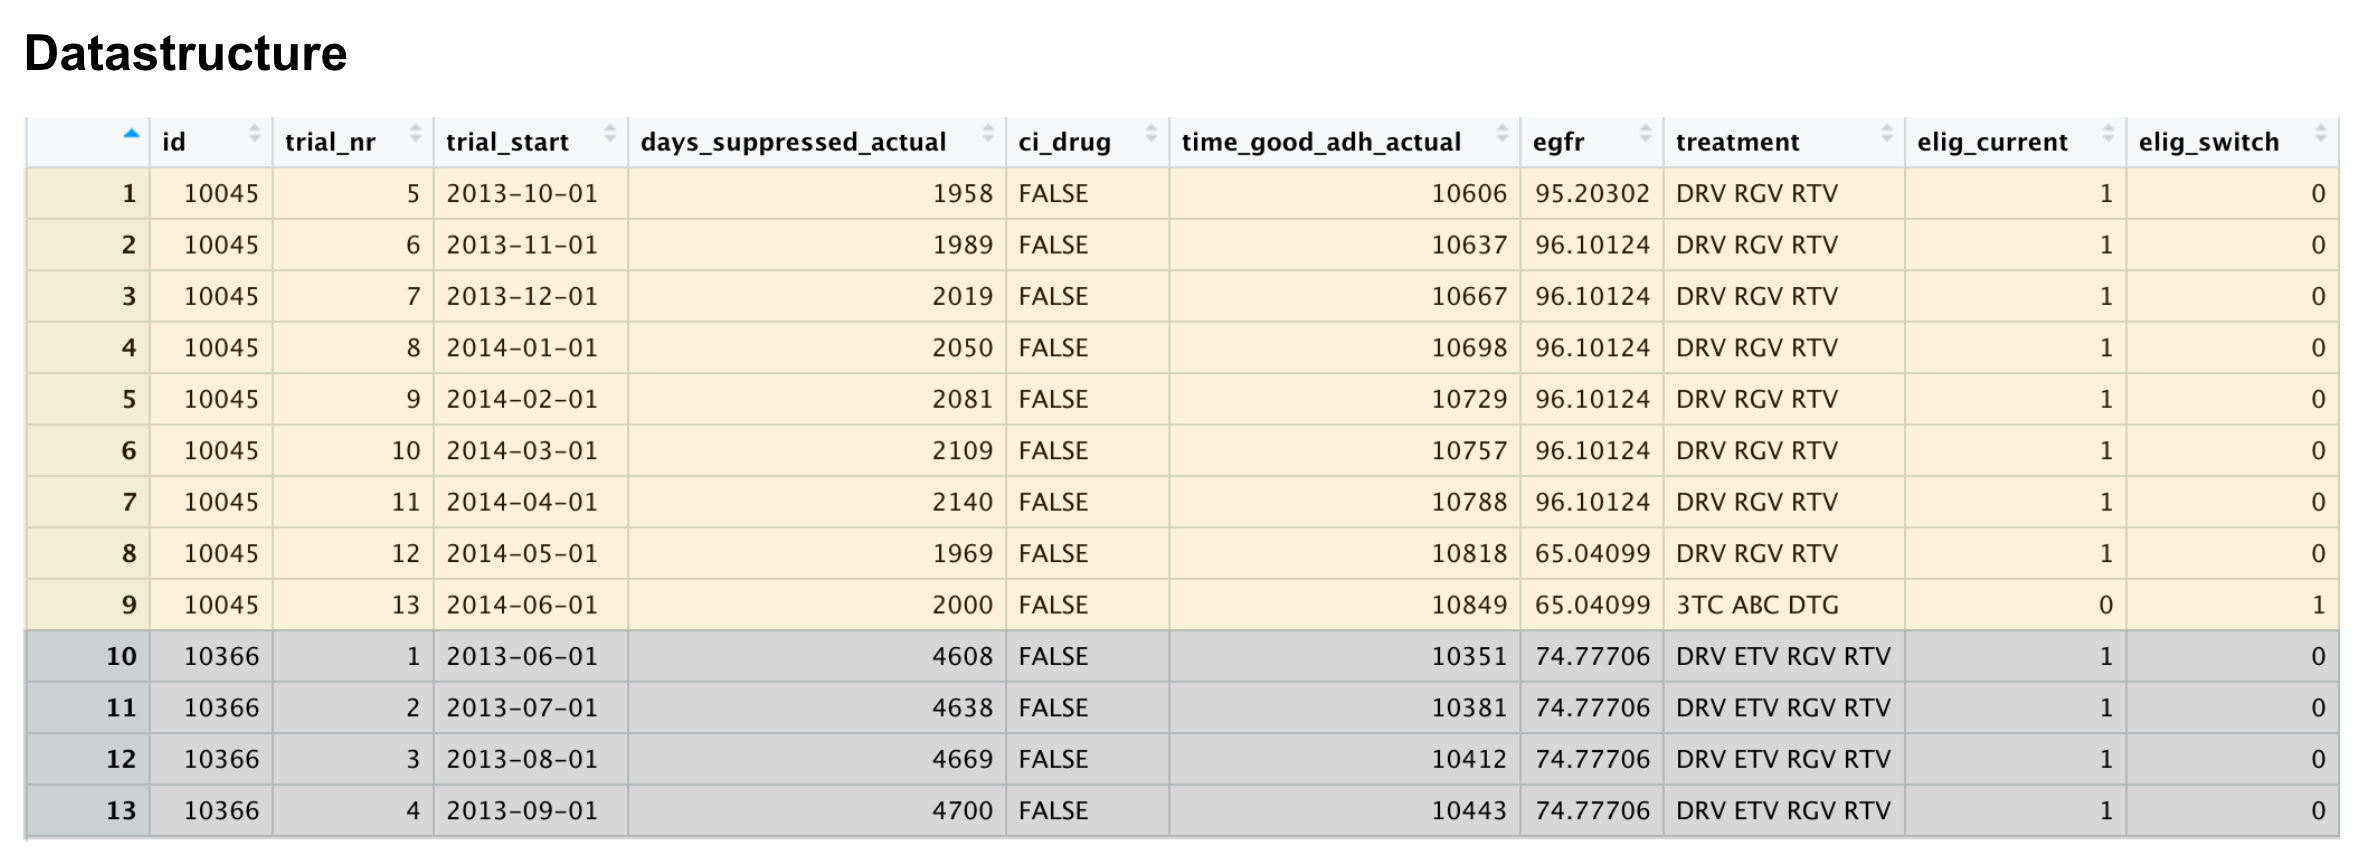 Datastructure
id trial_nr trial_start days_suppressed_actual ci_drug time_good_adh_actual egfr treatment elig_current elig_switch
1 10045 5 2013-10-01 1958 FALSE 10606 95.20302 DRV RGV RTV 1 0
2 10045 6 2013-11-01 1989 FALSE 10637 96.10124 DRV RGV RTV 1 0
3 10045 7 2013-12-01 2019 FALSE 10667 96.10124 DRV RGV RTV 1 0
4 10045 8 2014-01-01 2050 FALSE 10698 96.10124 DRV RGV RTV 1 0
5 10045 9 2014-02-01 2081 FALSE 10729 96.10124 DRV RGV RTV 1 0
6 10045 10 2014-03-01 2109 FALSE 10757 96.10124 DRV RGV RTV 1 0
7 10045 11 2014-04-01 2140 FALSE 10788 96.10124 DRV RGV RTV 1 0
8 10045 12 2014-05-01 1969 FALSE 10818 65.04099 DRV RGV RTV 1 0
9 10045 13 2014-06-01 2000 FALSE 10849 65.04099 3TC ABC DTG 0 1
10 10366 1 2013-06-01 4608 FALSE 10351 74.77706 DRV ETV RGV RTV 1 0
11 10366 2 2013-07-01 4638 FALSE 10381 74.77706 DRV ETV RGV RTV 1 0
12 10366 3 2013-08-01 4669 FALSE 10412 74.77706 DRV ETV RGV RTV 1 0
13 10366 4 2013-09-01 4700 FALSE 10443 74.77706 DRV ETV RGV RTV 1 0